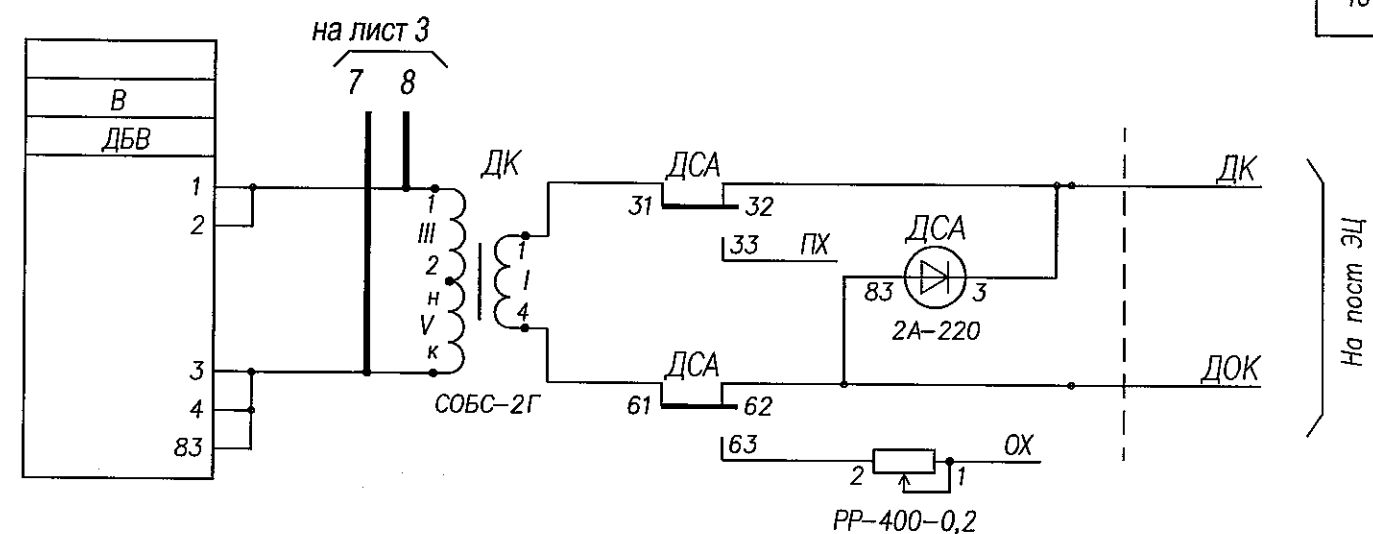 на лист 3
7 8
В
ДБВ
1
2
3
4
83
ДК
1
III
2
н
V
к
1
I
4
СОБС-2Г
ДСА
31 32
33 ПХ
ДСА
83 3
2А-220
ДСА
61 62
63
2 1
ОХ
РР-400-0,2
ДК
ДОК
На пост ЭЦ